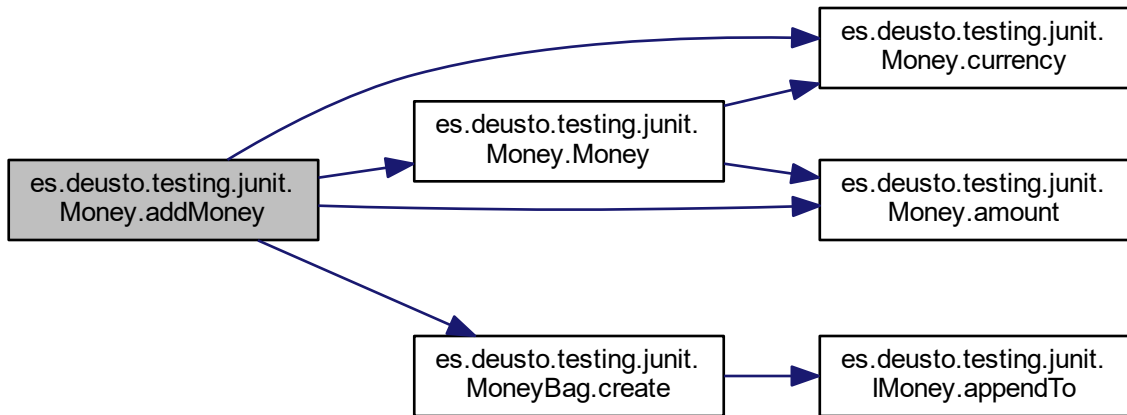 es.deusto.testing.junit.
Money.addMoney
es.deusto.testing.junit.
Money.Money
es.deusto.testing.junit.
MoneyBag.create
es.deusto.testing.junit.
Money.currency
es.deusto.testing.junit.
Money.amount
es.deusto.testing.junit.
IMoney.appendTo